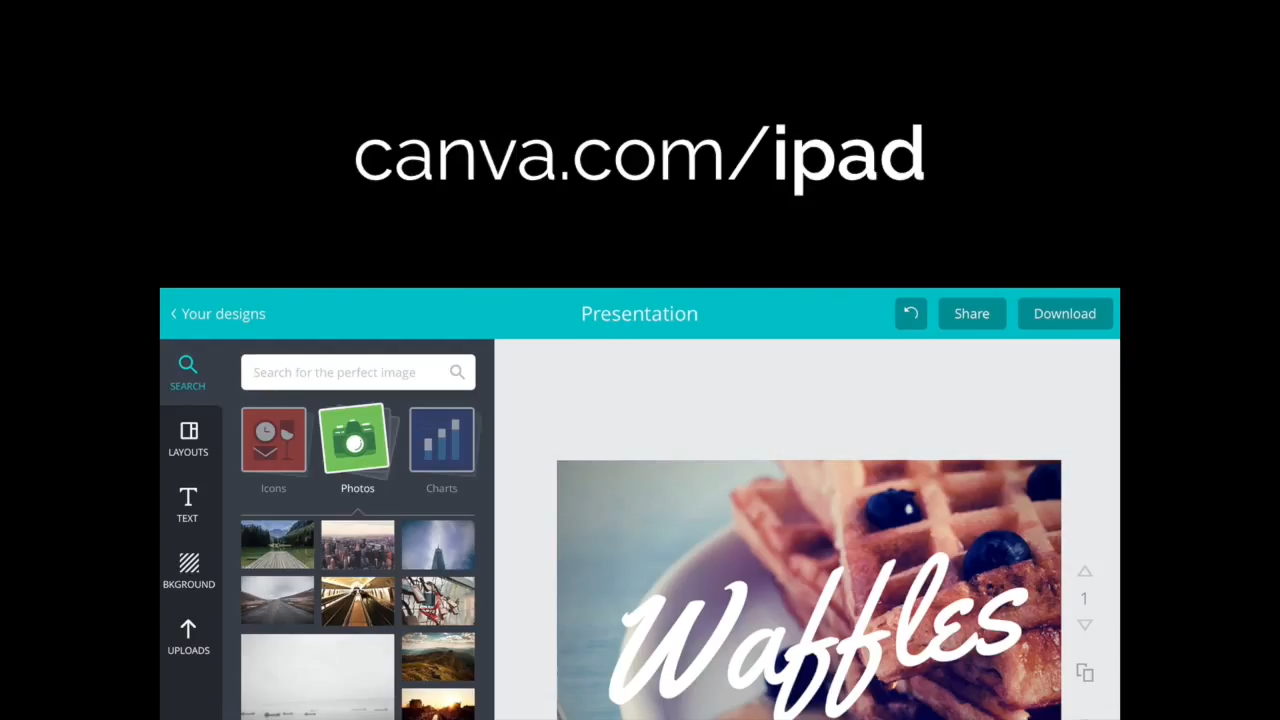 canva.com/ipad
Your designs
Presentation
Share
Download
SEARCH
Search for the perfect image
LAYOUTS
Icons
Photos
Charts
TEXT
BKGROUND
UPLOADS
Waffles
1